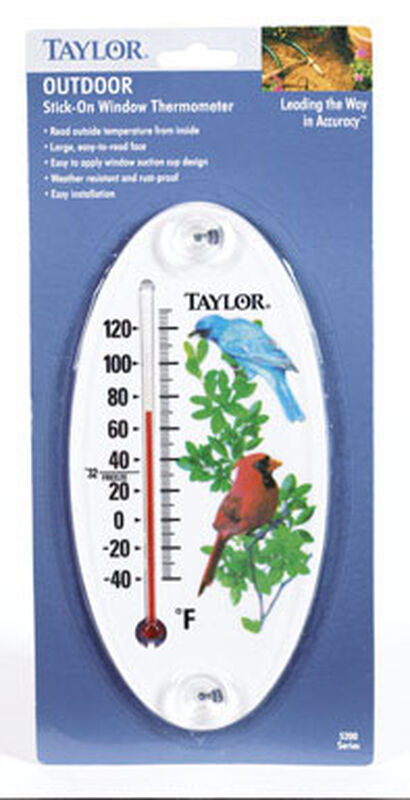 TAYLOR®
OUTDOOR
Stick-On Window Thermometer
• Read outside temperature from inside
• Large, easy-to-read face
• Easy to apply window suction cup design
• Weather resistant and rust-proof
• Easy installation
Leading the Way
in Accuracy™
TAYLOR®
120
100
80
60
40
32
FREEZE
20
0
-20
-40
°F
5200
Series